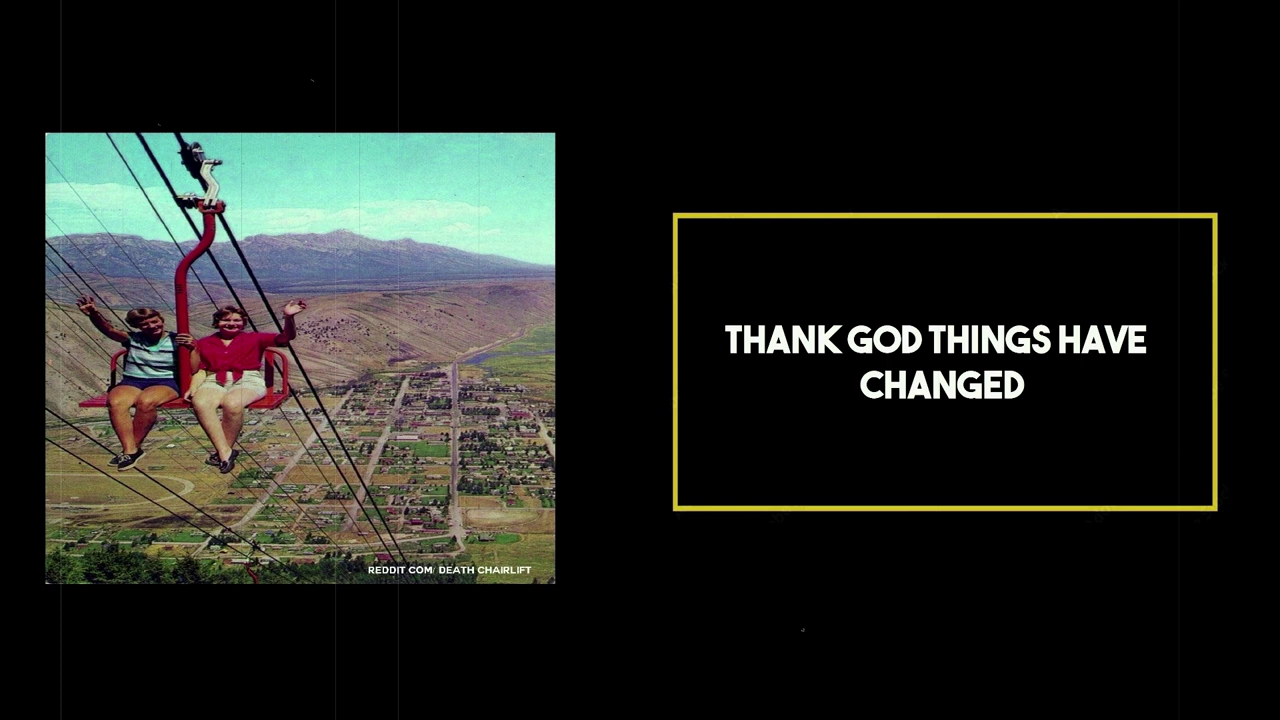 THANK GOD THINGS HAVE
CHANGED
REDDIT COM/ DEATH CHAIRLIFT